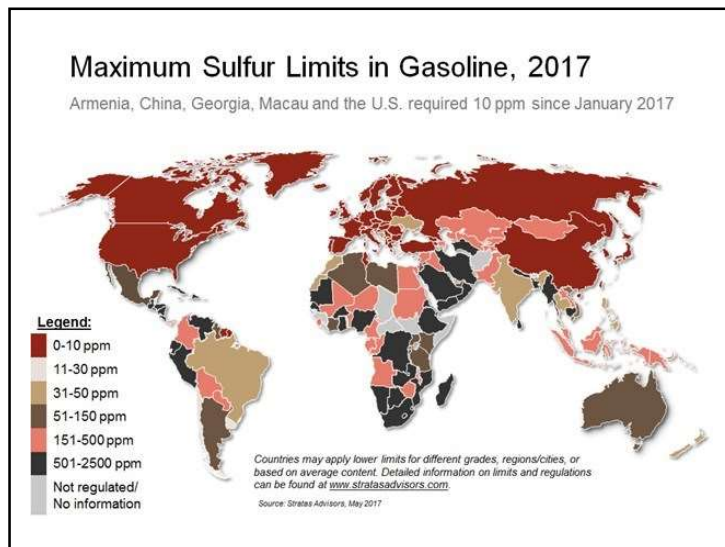 Maximum Sulfur Limits in Gasoline, 2017
Armenia, China, Georgia, Macau and the U.S. required 10 ppm since January 2017
Legend:
0-10 ppm
11-30 ppm
31-50 ppm
51-150 ppm
151-500 ppm
501-2500 ppm
Not regulated/
No information
Countries may apply lower limits for different grades, regions/cities, or
based on average content. Detailed information on limits and regulations
can be found at www.stratasadvisors.com.
Source: Stratas Advisors, May 2017